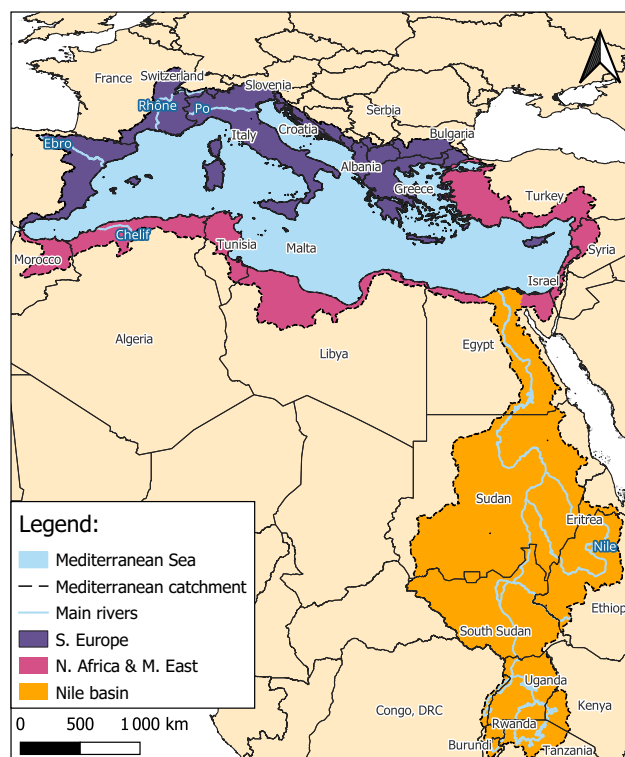 France
Switzerland
Slovenia
Rhône
Po
Serbia
Italy
Croatia
Bulgaria
Ebro
Albania
Greece
Turkey
Chelif
Tunisia
Malta
Syria
Morocco
Israel
Algeria
Libya
Egypt
Sudan
Eritrea
Nile
Ethiop
South Sudan
Uganda
Congo, DRC
Kenya
Rwanda
Burundi
Tanzania
Legend:
Mediterranean Sea
Mediterranean catchment
Main rivers
S. Europe
N. Africa & M. East
Nile basin
0 500 1 000 km